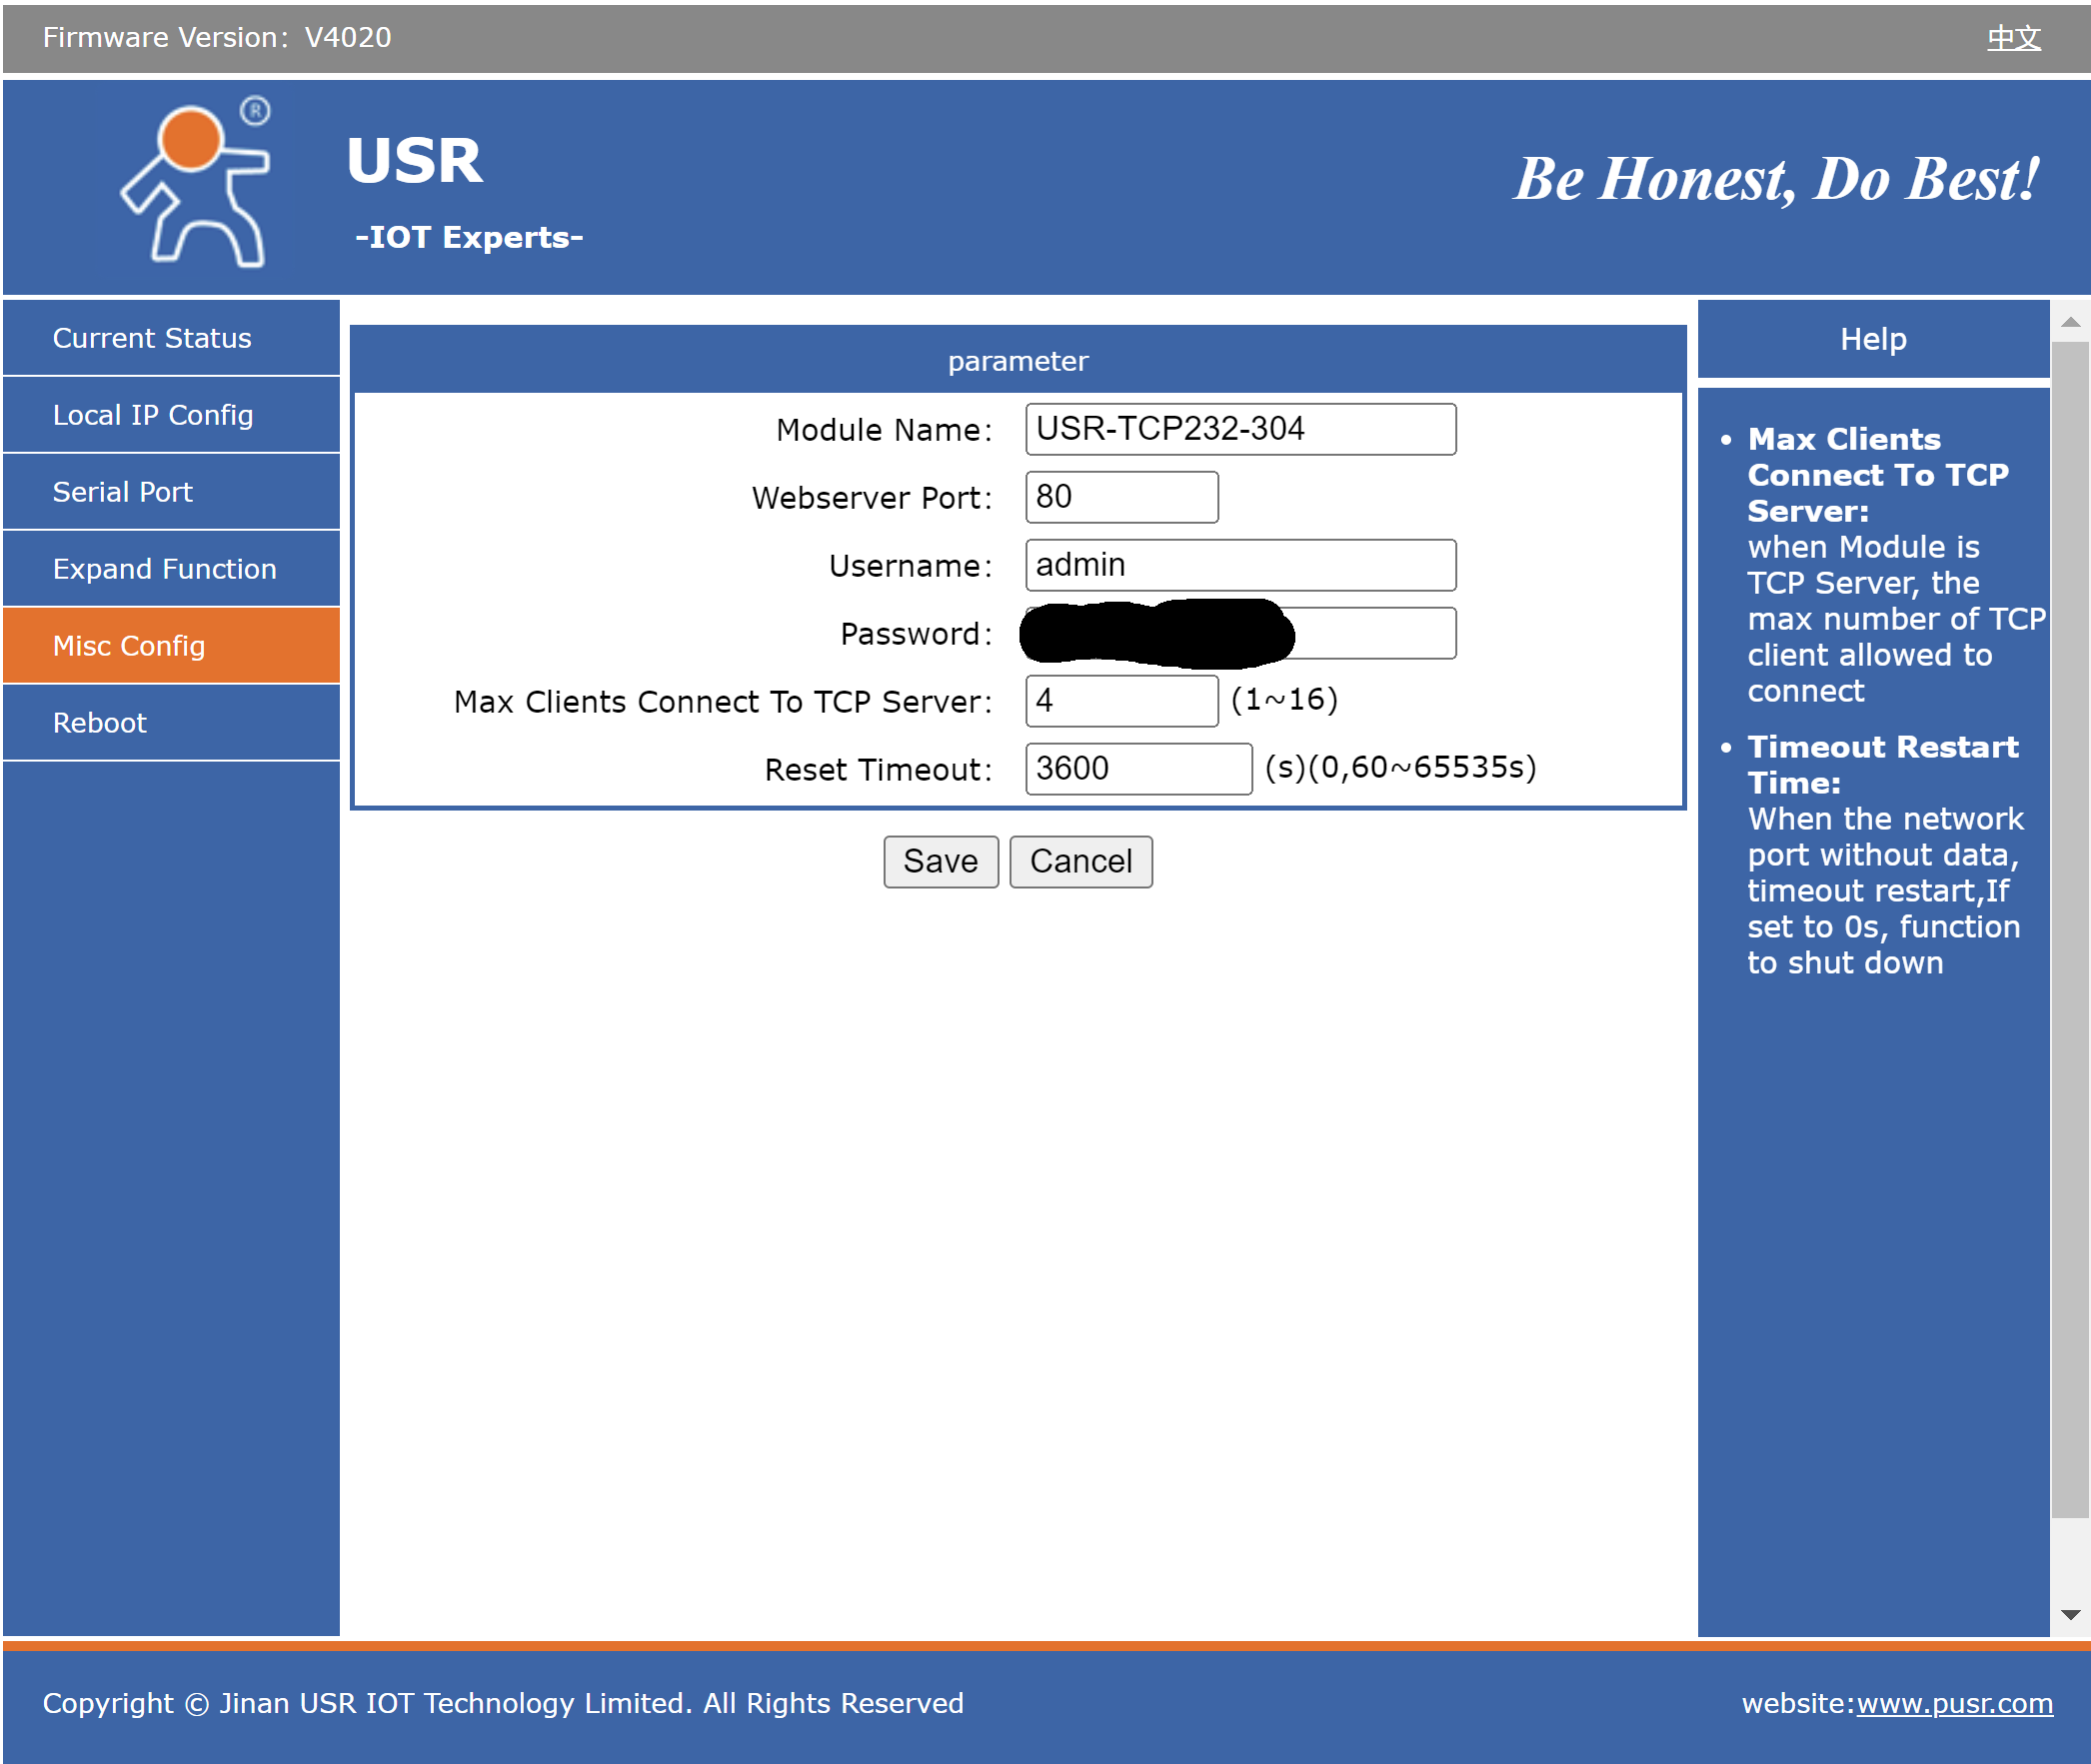 Firmware Version: V4020
中文
®
USR
-IOT Experts-
Be Honest, Do Best!
Current Status
Local IP Config
Serial Port
Expand Function
Misc Config
Reboot
parameter
Module Name: USR-TCP232-304
Webserver Port: 80
Username: admin
Password:
Max Clients Connect To TCP Server: 4 (1~16)
Reset Timeout: 3600 (s)(0,60~65535s)
Save Cancel
Help
• Max Clients
Connect To TCP
Server:
when Module is
TCP Server, the
max number of TCP
client allowed to
connect
• Timeout Restart
Time:
When the network
port without data,
timeout restart,If
set to 0s, function
to shut down
Copyright © Jinan USR IOT Technology Limited. All Rights Reserved
website:www.pusr.com